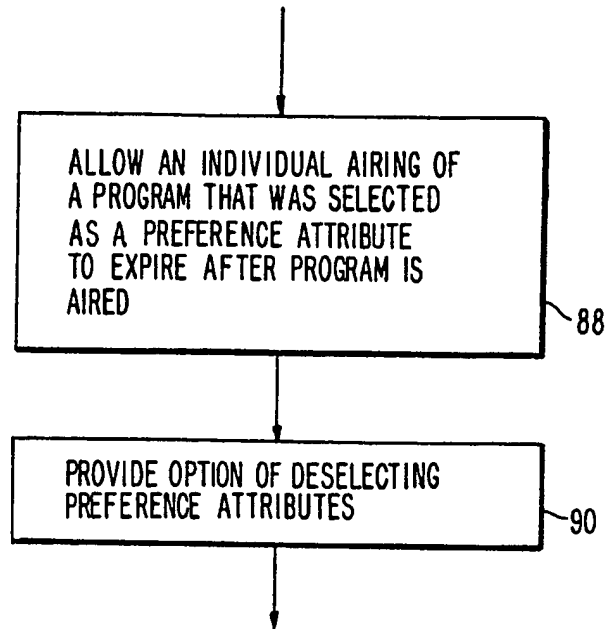 ALLOW AN INDIVIDUAL AIRING OF
A PROGRAM THAT WAS SELECTED
AS A PREFERENCE ATTRIBUTE
TO EXPIRE AFTER PROGRAM IS
AIRED
88
PROVIDE OPTION OF DESELECTING
PREFERENCE ATTRIBUTES
90